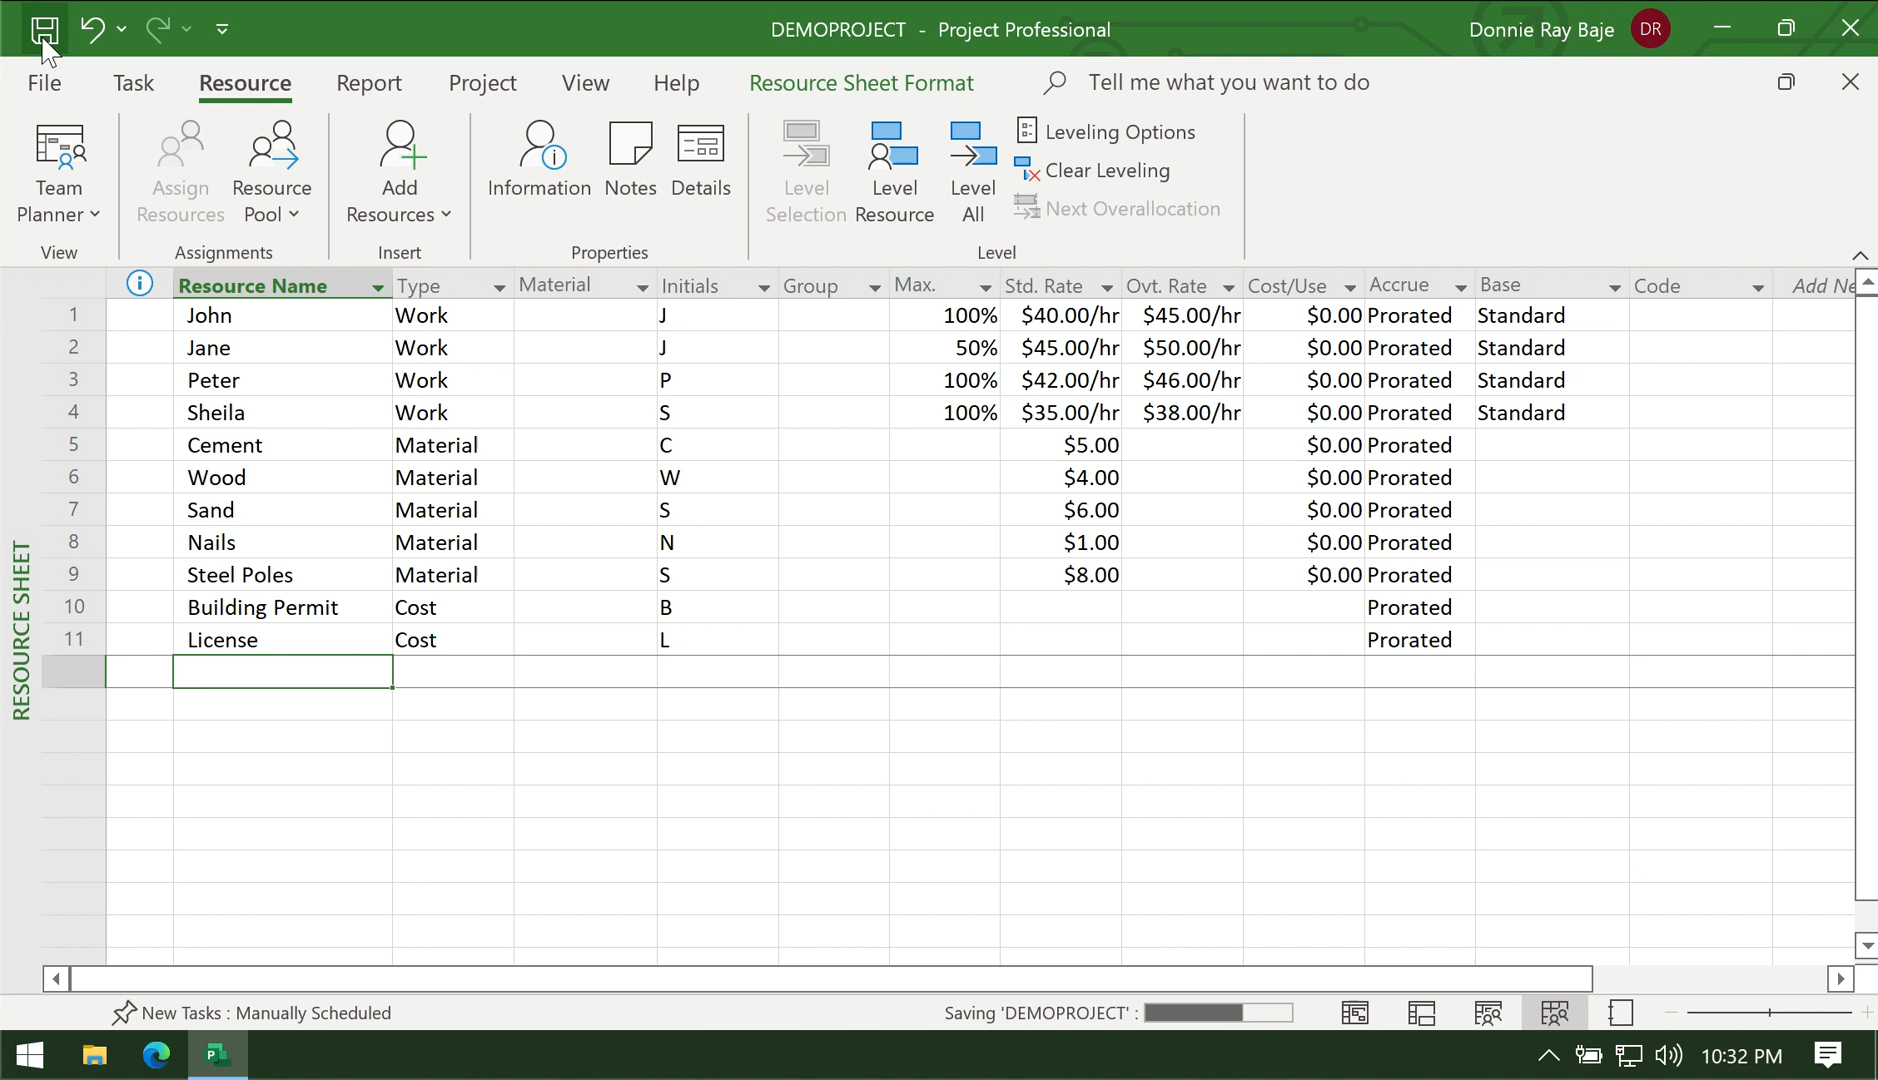 DEMOPROJECT - Project Professional
Donnie Ray Baje DR
File Task Resource Report Project View Help Resource Sheet Format Tell me what you want to do
Team Planner
Assign Resources
Resource Pool
Add Resources
Information
Notes
Details
Level Selection
Level Resource
Level All
Leveling Options
Clear Leveling
Next Overallocation
View Assignments Insert Properties Level
Resource Name Type Material Initials Group Max. Std. Rate Ovt. Rate Cost/Use Accrue Base Code Add Ne
1 John Work J 100% $40.00/hr $45.00/hr $0.00 Prorated Standard
2 Jane Work J 50% $45.00/hr $50.00/hr $0.00 Prorated Standard
3 Peter Work P 100% $42.00/hr $46.00/hr $0.00 Prorated Standard
4 Sheila Work S 100% $35.00/hr $38.00/hr $0.00 Prorated Standard
5 Cement Material C $5.00 $0.00 Prorated
6 Wood Material W $4.00 $0.00 Prorated
7 Sand Material S $6.00 $0.00 Prorated
8 Nails Material N $1.00 $0.00 Prorated
9 Steel Poles Material S $8.00 $0.00 Prorated
10 Building Permit Cost B Prorated
11 License Cost L Prorated
RESOURCE SHEET
New Tasks : Manually Scheduled
Saving 'DEMOPROJECT' :
10:32 PM